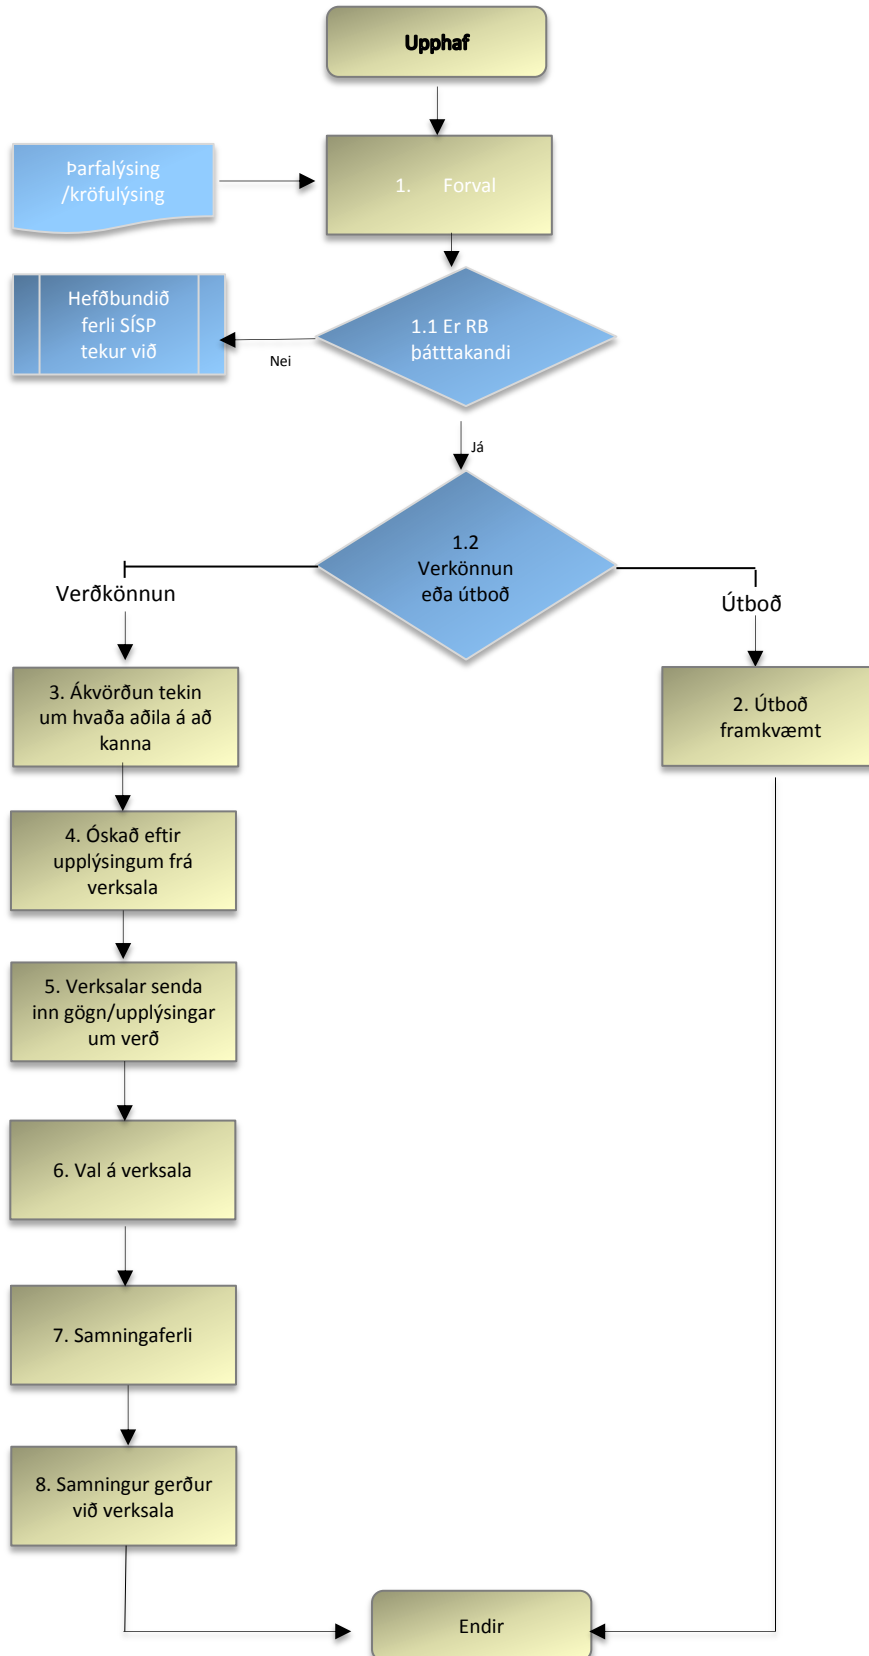 Upphaf
Þarfalýsing
/kröfulýsing
1. Forval
Hefðbundið
ferli SÍSP
tekur við
1.1 Er RB
þátttakandi
Nei
Já
1.2
Verkönnun
eða útboð
Verðkönnun
Útboð
3. Ákvörðun tekin
um hvaða aðila á að
kanna
2. Útboð
framkvæmt
4. Óskað eftir
upplýsingum frá
verksala
5. Verksalar senda
inn gögn/upplýsingar
um verð
6. Val á verksala
7. Samningaferli
8. Samningur gerður
við verksala
Endir